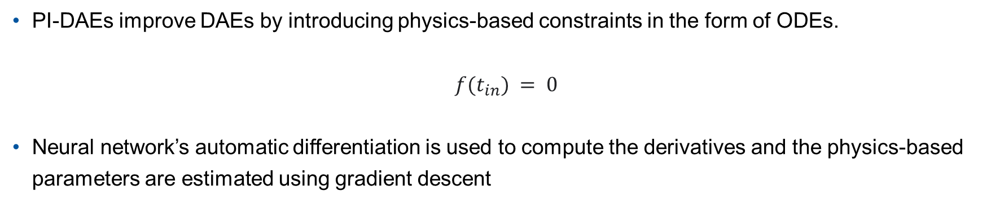 • PI-DAEs improve DAEs by introducing physics-based constraints in the form of ODEs.
f(t_{in}) = 0
• Neural network’s automatic differentiation is used to compute the derivatives and the physics-based
parameters are estimated using gradient descent